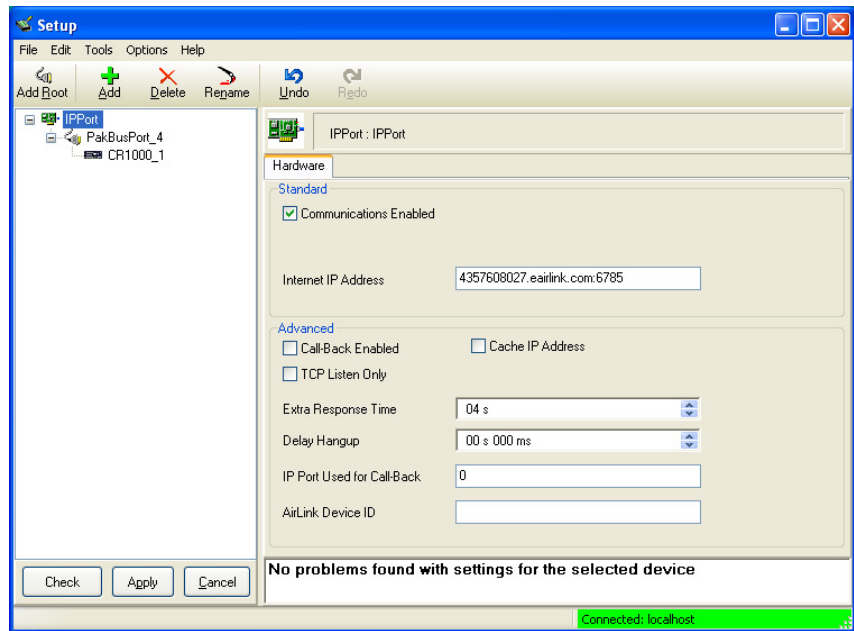 Setup
File Edit Tools Options Help
Add Root Add Delete Rename Undo Redo
IPPort
PakBusPort_4
CR1000_1
IPPort : IPPort
Hardware
Standard
Communications Enabled
Internet IP Address 4357608027.eairlink.com:6785
Advanced
Call-Back Enabled Cache IP Address
TCP Listen Only
Extra Response Time 04 s
Delay Hangup 00 s 000 ms
IP Port Used for Call-Back 0
AirLink Device ID
Check Apply Cancel
No problems found with settings for the selected device
Connected: localhost